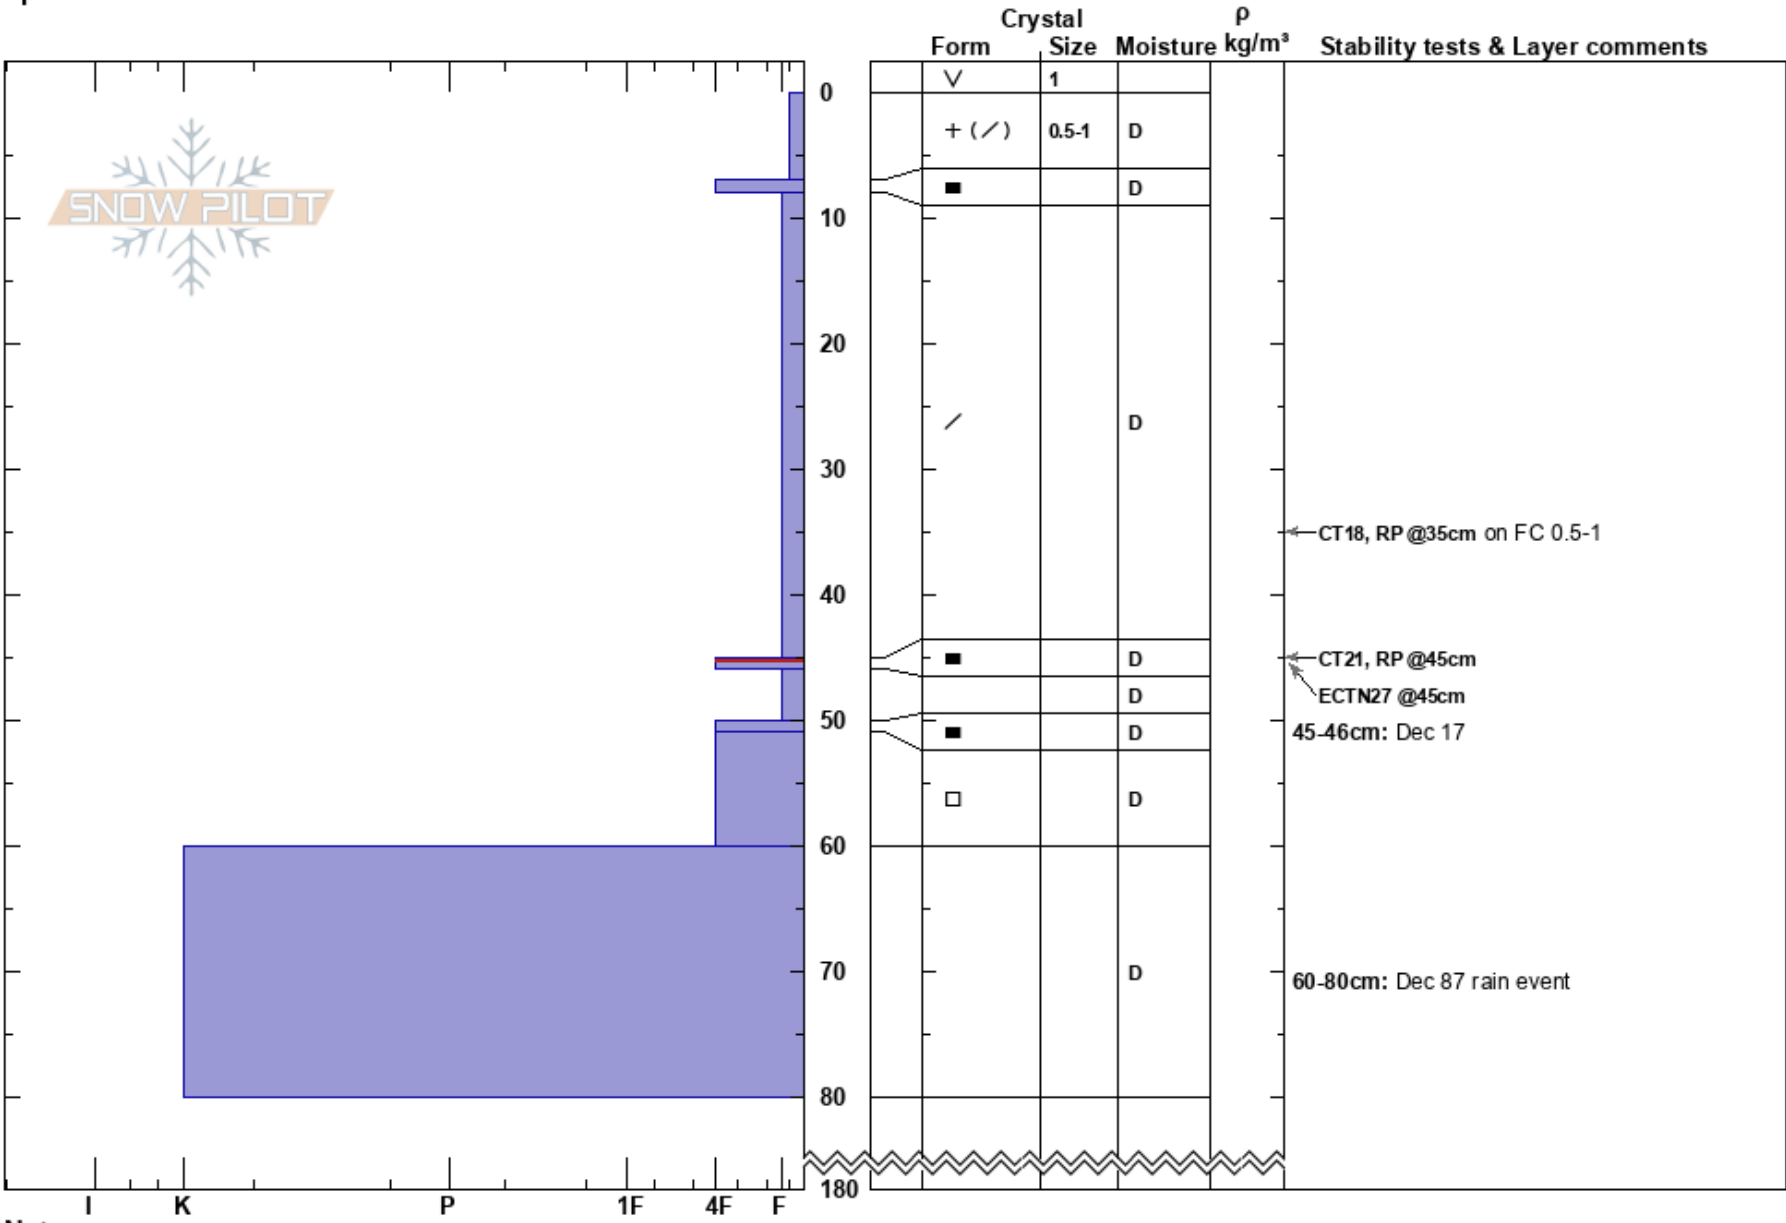 Crystal ρ
Form Size Moisture kg/m³ Stability tests & Layer comments
1
0
+ (/) 0.5-1 D
D
SNOW PILOT
10
20
/ D
30
CT18, RP @35cm on FC 0.5-1
40
D CT21, RP @45cm
D ECTN27 @45cm
50
D 45-46cm: Dec 17
D
60
70
D
60-80cm: Dec 87 rain event
80
180
I K P 1F 4F F